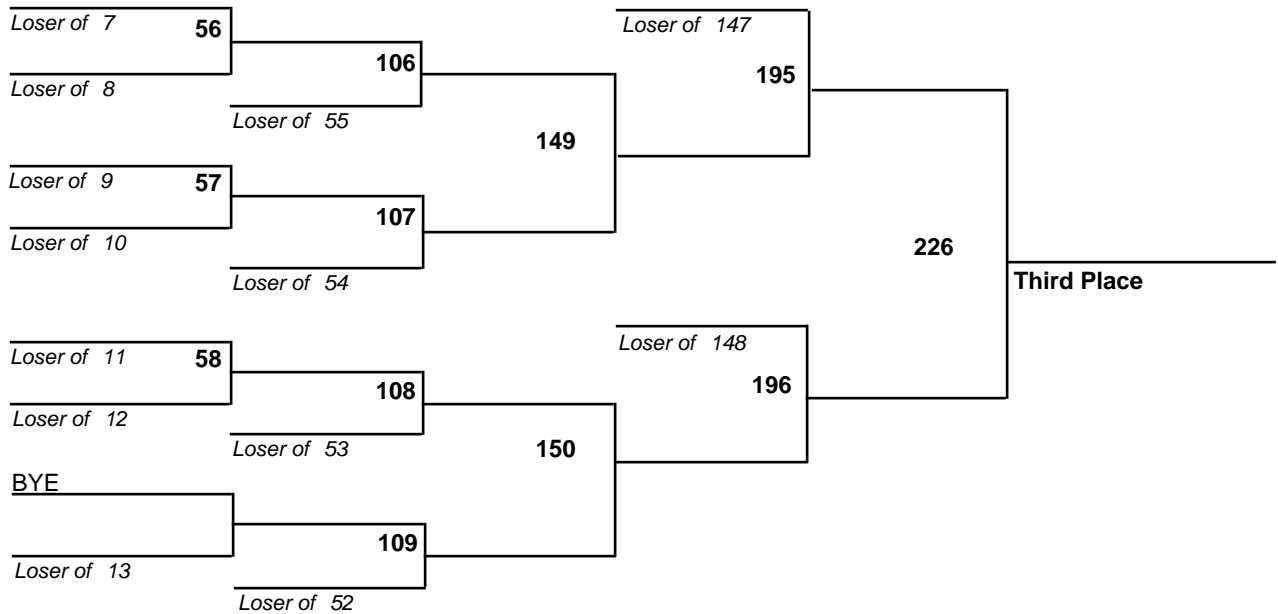 Loser of 7
56
Loser of 8
106
Loser of 55
Loser of 9
57
Loser of 10
107
Loser of 54
149
Loser of 147
195
Loser of 11
58
Loser of 12
108
Loser of 53
BYE
Loser of 13
109
Loser of 52
150
Loser of 148
196
226
Third Place